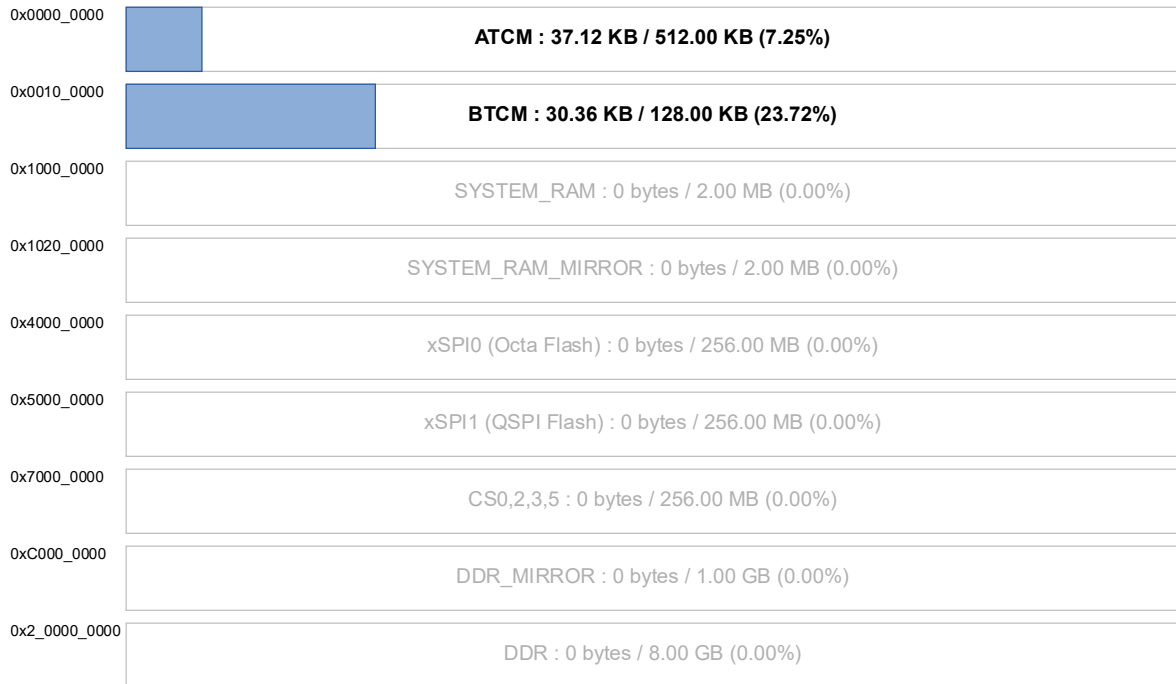 0x0000_0000
ATCM : 37.12 KB / 512.00 KB (7.25%)
0x0010_0000
BTCM : 30.36 KB / 128.00 KB (23.72%)
0x1000_0000
SYSTEM_RAM : 0 bytes / 2.00 MB (0.00%)
0x1020_0000
SYSTEM_RAM_MIRROR : 0 bytes / 2.00 MB (0.00%)
0x4000_0000
xSPI0 (Octa Flash) : 0 bytes / 256.00 MB (0.00%)
0x5000_0000
xSPI1 (QSPI Flash) : 0 bytes / 256.00 MB (0.00%)
0x7000_0000
CS0,2,3,5 : 0 bytes / 256.00 MB (0.00%)
0xC000_0000
DDR_MIRROR : 0 bytes / 1.00 GB (0.00%)
0x2_0000_0000
DDR : 0 bytes / 8.00 GB (0.00%)